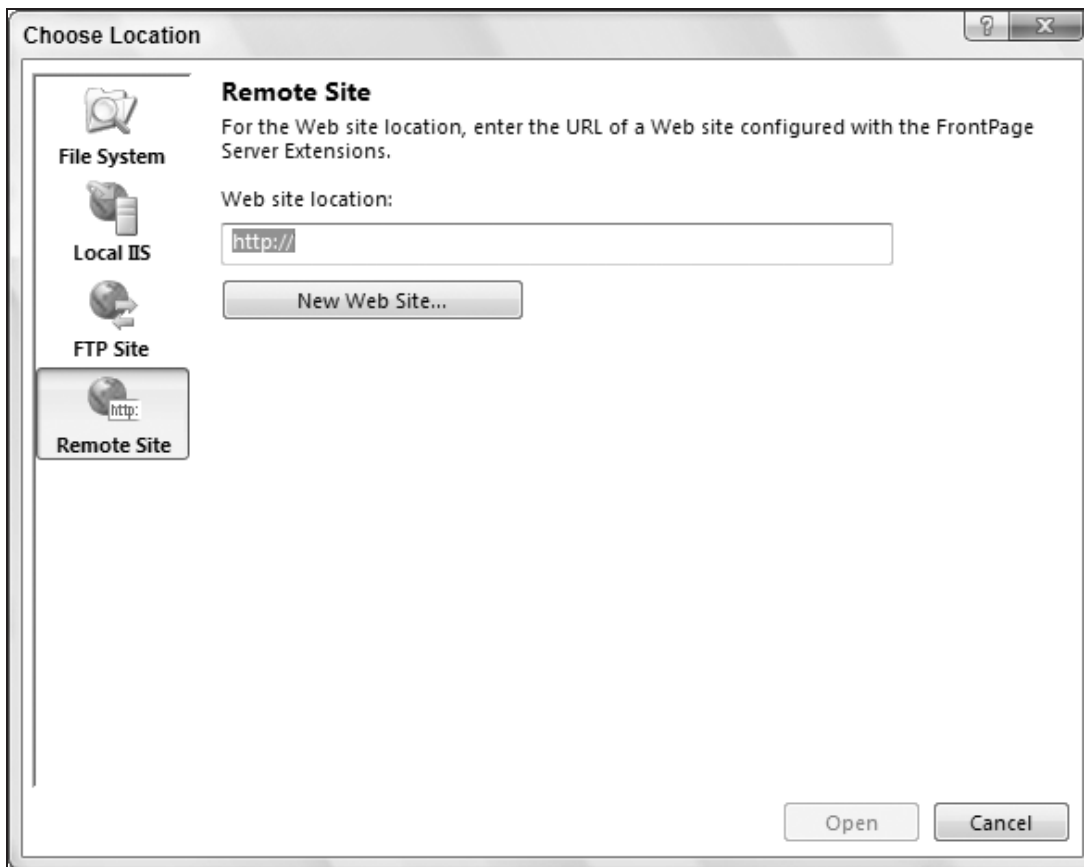 Choose Location
? X
File System
Local IIS
FTP Site
http:
Remote Site
Remote Site
For the Web site location, enter the URL of a Web site configured with the FrontPage
Server Extensions.
Web site location:
http://
New Web Site...
Open
Cancel